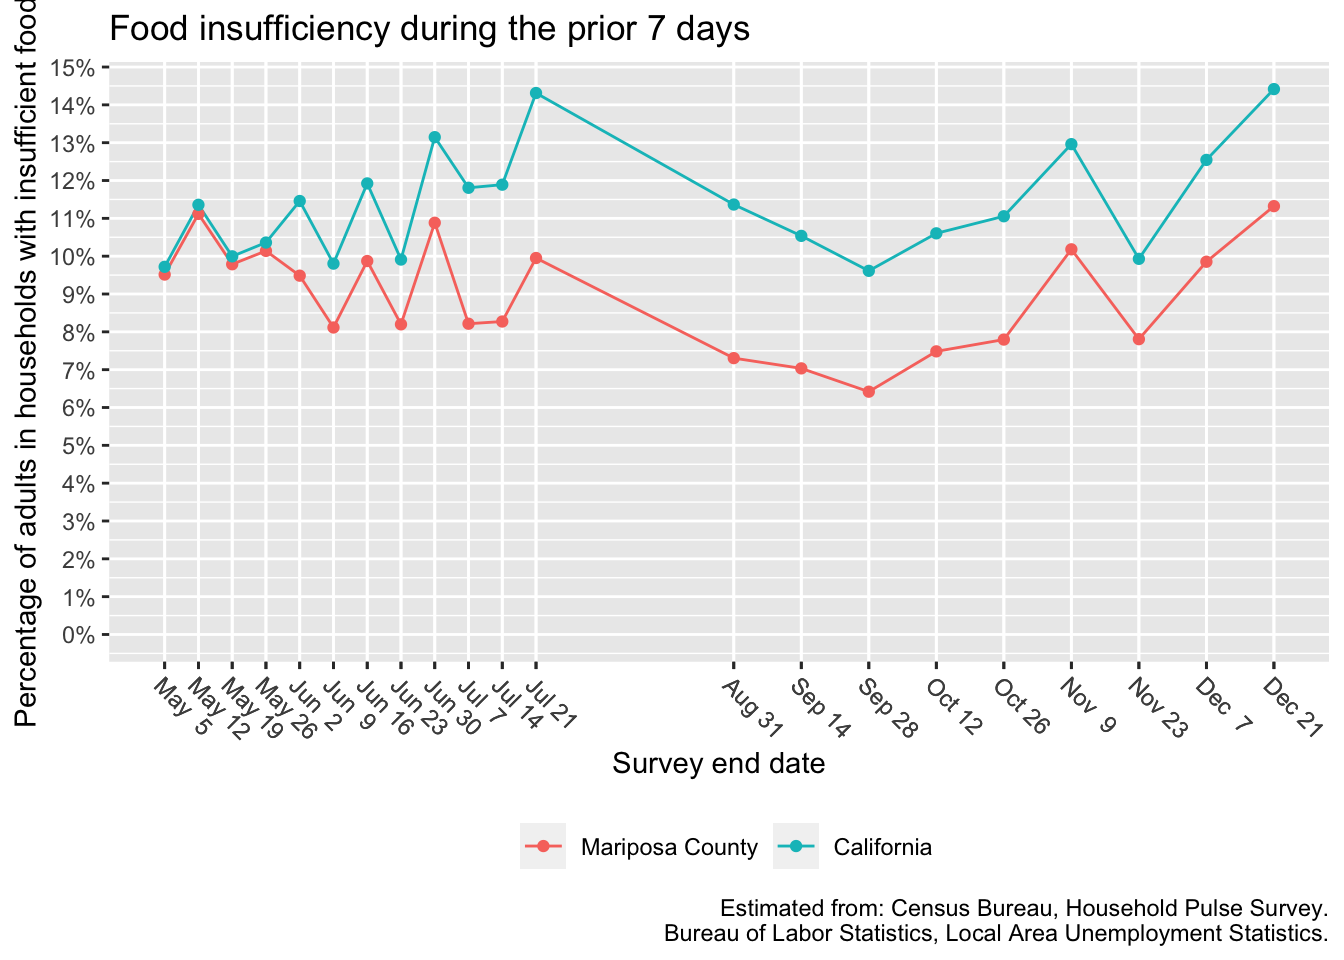 Food insufficiency during the prior 7 days
Percentage of adults in households with insufficient food
15%
14%
13%
12%
11%
10%
9%
8%
7%
6%
5%
4%
3%
2%
1%
0%
May 5
May 12
May 19
May 26
Jun 2
Jun 9
Jun 16
Jun 23
Jun 30
Jul 7
Jul 14
Jul 21
Aug 31
Sep 14
Sep 28
Oct 12
Oct 26
Nov 9
Nov 23
Dec 7
Dec 21
Survey end date
Mariposa County
California
Estimated from: Census Bureau, Household Pulse Survey.
Bureau of Labor Statistics, Local Area Unemployment Statistics.